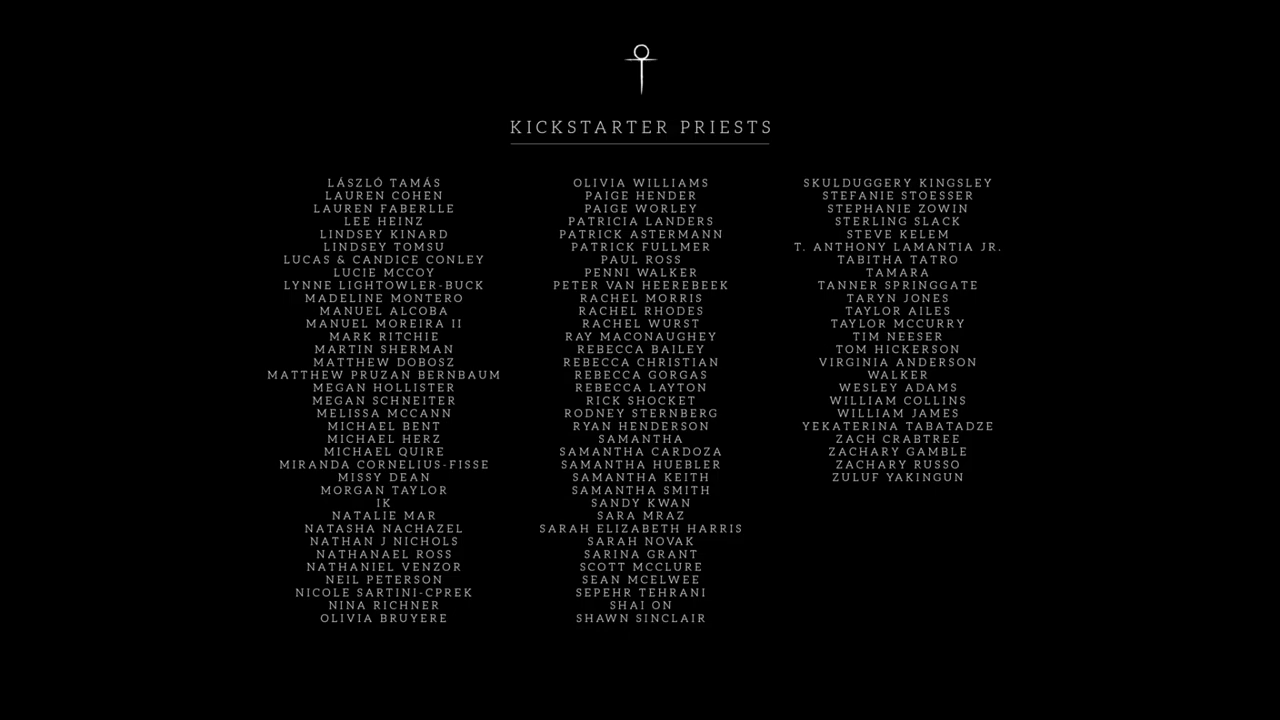 KICKSTARTER PRIESTS
LÁSZLÓ TAMÁS
LAUREN COHEN
LAUREN FABERLLE
LEE HEINZ
LINDSEY KINARD
LINDSEY TOMSU
LUCAS & CANDICE CONLEY
LUCIE MCCOY
LYNNE LIGHTOWLER-BUCK
MADELINE MONTERO
MANUEL ALCOBA
MANUEL MOREIRA II
MARK RITCHIE
MARTIN SHERMAN
MATTHEW DOBOSZ
MATTHEW PRUZAN BERNBAUM
MEGAN HOLLISTER
MEGAN SCHNEITER
MELISSA MCCANN
MICHAEL BENT
MICHAEL HERZ
MICHAEL QUIRE
MIRANDA CORNELIUS-FISSE
MISSY DEAN
MORGAN TAYLOR
IK
NATALIE MAR
NATASHA NACHAZEL
NATHAN J NICHOLS
NATHANAEL ROSS
NATHANIEL VENZOR
NEIL PETERSON
NICOLE SARTINI-CPREK
NINA RICHNER
OLIVIA BRUYERE
OLIVIA WILLIAMS
PAIGE HENDER
PAIGE WORLEY
PATRICIA LANDERS
PATRICK ASTERMANN
PATRICK FULLMER
PAUL ROSS
PENNI WALKER
PETER VAN HEEREBEEK
RACHEL MORRIS
RACHEL RHODES
RACHEL WURST
RAY MACONAUGHEY
REBECCA BAILEY
REBECCA CHRISTIAN
REBECCA GORGAS
REBECCA LAYTON
RICK SHOCKET
RODNEY STERNBERG
RYAN HENDERSON
SAMANTHA
SAMANTHA CARDOZA
SAMANTHA HUEBLER
SAMANTHA KEITH
SAMANTHA SMITH
SANDY KWAN
SARA MRAZ
SARAH ELIZABETH HARRIS
SARAH NOVAK
SARINA GRANT
SCOTT MCCLURE
SEAN MCELWEE
SEPEHR TEHRANI
SHAI ON
SHAWN SINCLAIR
SKULDUGGERY KINGSLEY
STEFANIE STOESSER
STEPHANIE ZOWIN
STERLING SLACK
STEVE KELEM
T. ANTHONY LAMANTIA JR.
TABITHA TATRO
TAMARA
TANNER SPRINGGATE
TARYN JONES
TAYLOR AILES
TAYLOR MCCURRY
TIM NEESER
TOM HICKERSON
VIRGINIA ANDERSON
WALKER
WESLEY ADAMS
WILLIAM COLLINS
WILLIAM JAMES
YEKATERINA TABATADZE
ZACH CRABTREE
ZACHARY GAMBLE
ZACHARY RUSSO
ZULUF YAKINGUN